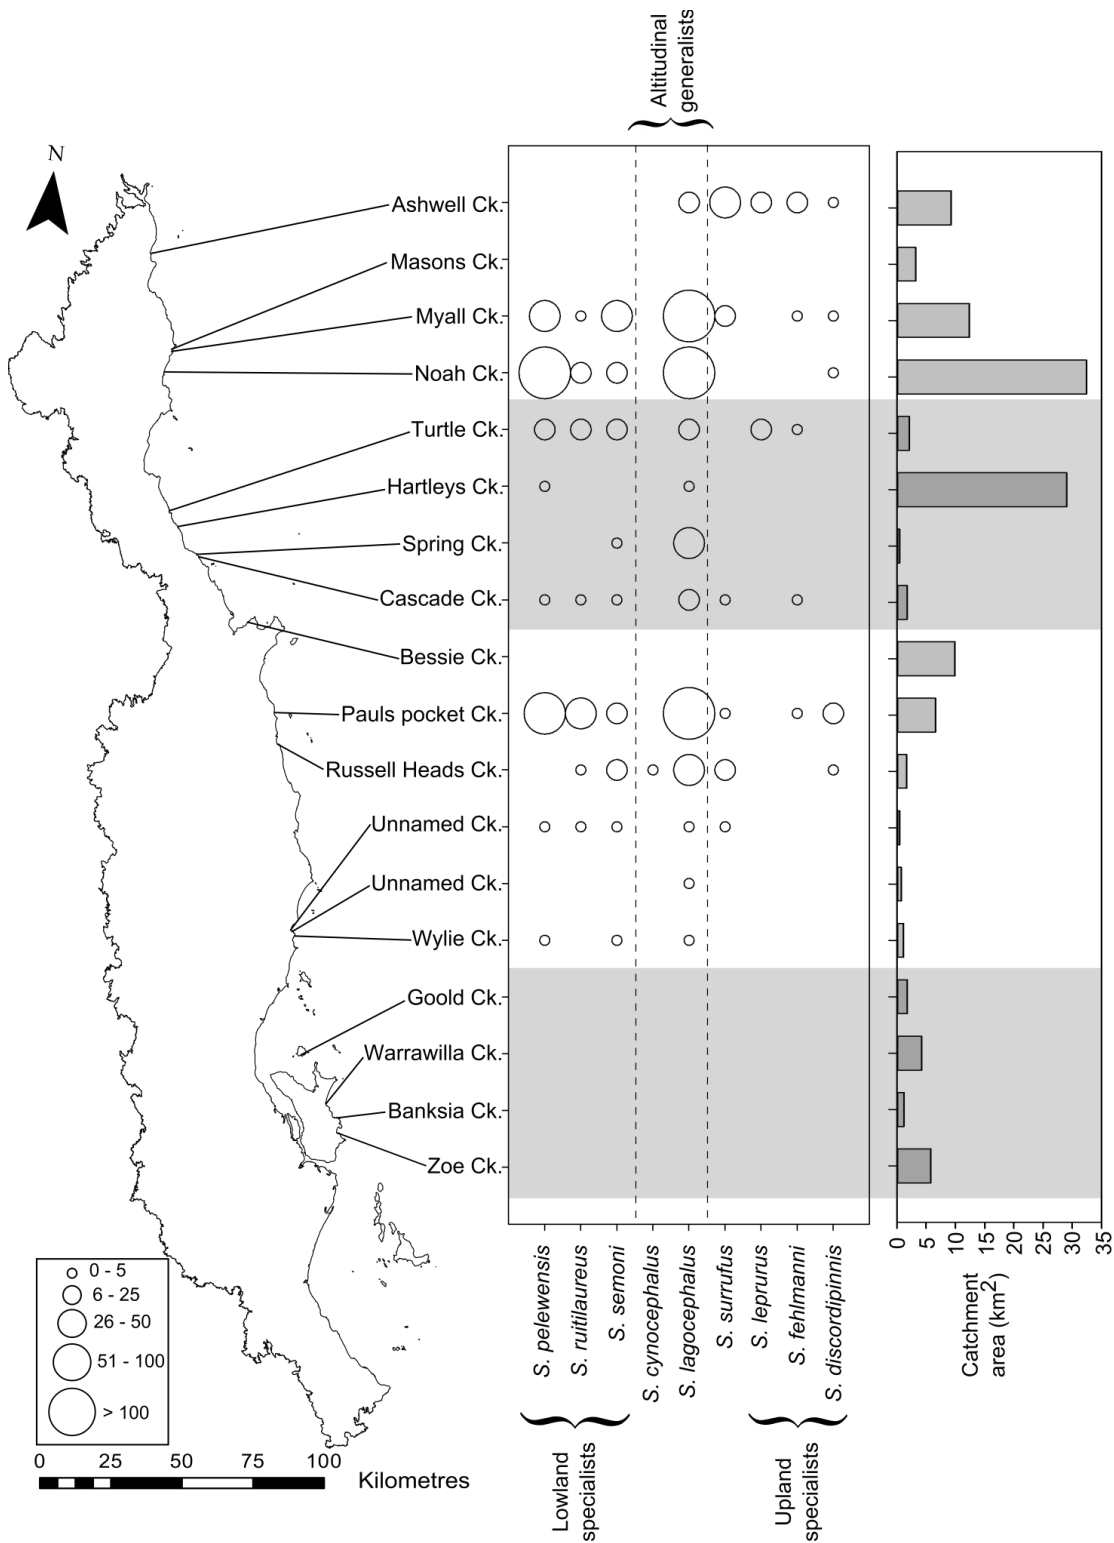 Altitudinal
generalists
N
Ashwell Ck.
Masons Ck.
Myall Ck.
Noah Ck.
Turtle Ck.
Hartleys Ck.
Spring Ck.
Cascade Ck.
Bessie Ck.
Pauls pocket Ck.
Russell Heads Ck.
Unnamed Ck.
Unnamed Ck.
Wylie Ck.
Goold Ck.
Warrawilla Ck.
Banksia Ck.
Zoe Ck.
S. pelewensis
S. ruitilaureus
S. semoni
S. cynocephalus
S. lagocephalus
S. surrufus
S. leprurus
S. fehlmanni
S. discordipinnis
Lowland
specialists
Upland
specialists
0 5 10 15 20 25 30 35
Catchment
area (km2)
0 - 5
6 - 25
26 - 50
51 - 100
> 100
0 25 50 75 100
Kilometres